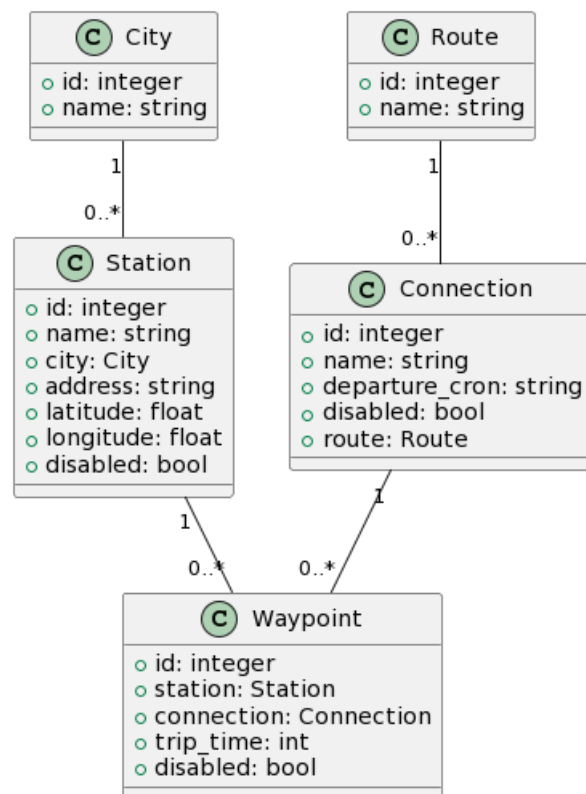 C City
id: integer
name: string
C Route
id: integer
name: string
1
0..*
1
0..*
C Station
id: integer
name: string
city: City
address: string
latitude: float
longitude: float
disabled: bool
C Connection
id: integer
name: string
departure_cron: string
disabled: bool
route: Route
1
0..*
1
0..*
C Waypoint
id: integer
station: Station
connection: Connection
trip_time: int
disabled: bool